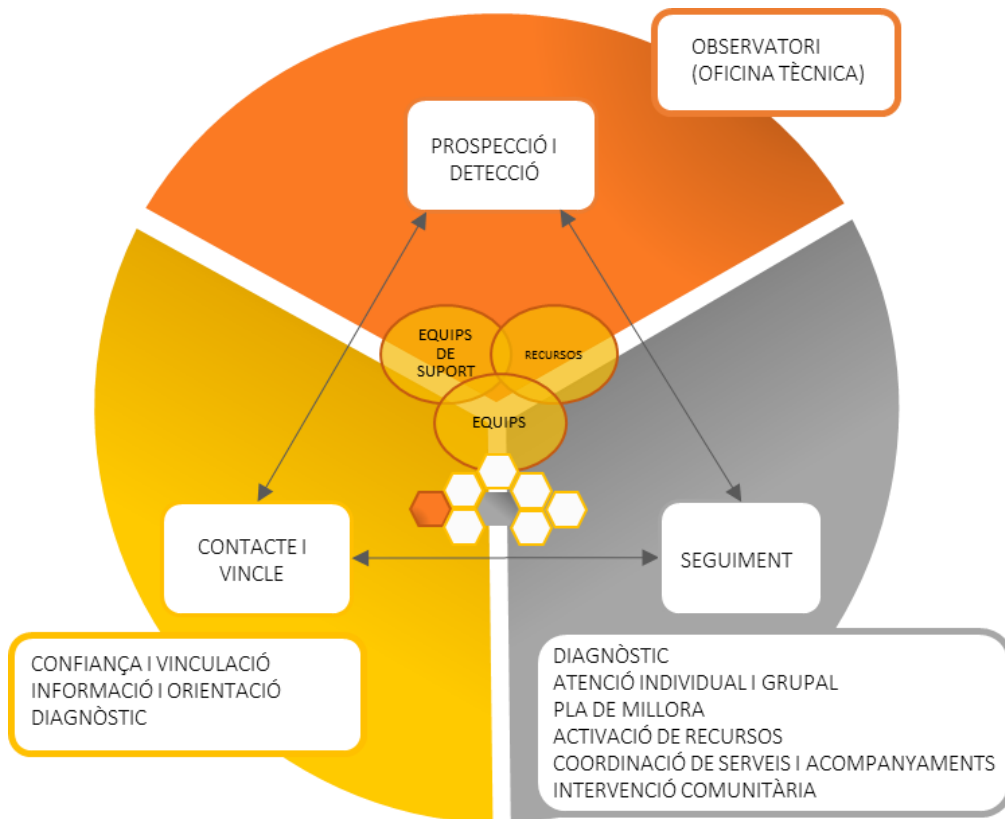 OBSERVATORI
(OFICINA TÈCNICA)
PROSPECCIÓ I
DETECCIÓ
EQUIPS
DE
SUPORT
RECURSOS
EQUIPS
CONTACTE I
VINCLE
SEGUIMENT
CONFIANÇA I VINCULACIÓ
INFORMACIÓ I ORIENTACIÓ
DIAGNÒSTIC
DIAGNÒSTIC
ATENCIÓ INDIVIDUAL I GRUPAL
PLA DE MILLORA
ACTIVACIÓ DE RECURSOS
COORDINACIÓ DE SERVEIS I ACOMPANYAMENTS
INTERVENCIÓ COMUNITÀRIA